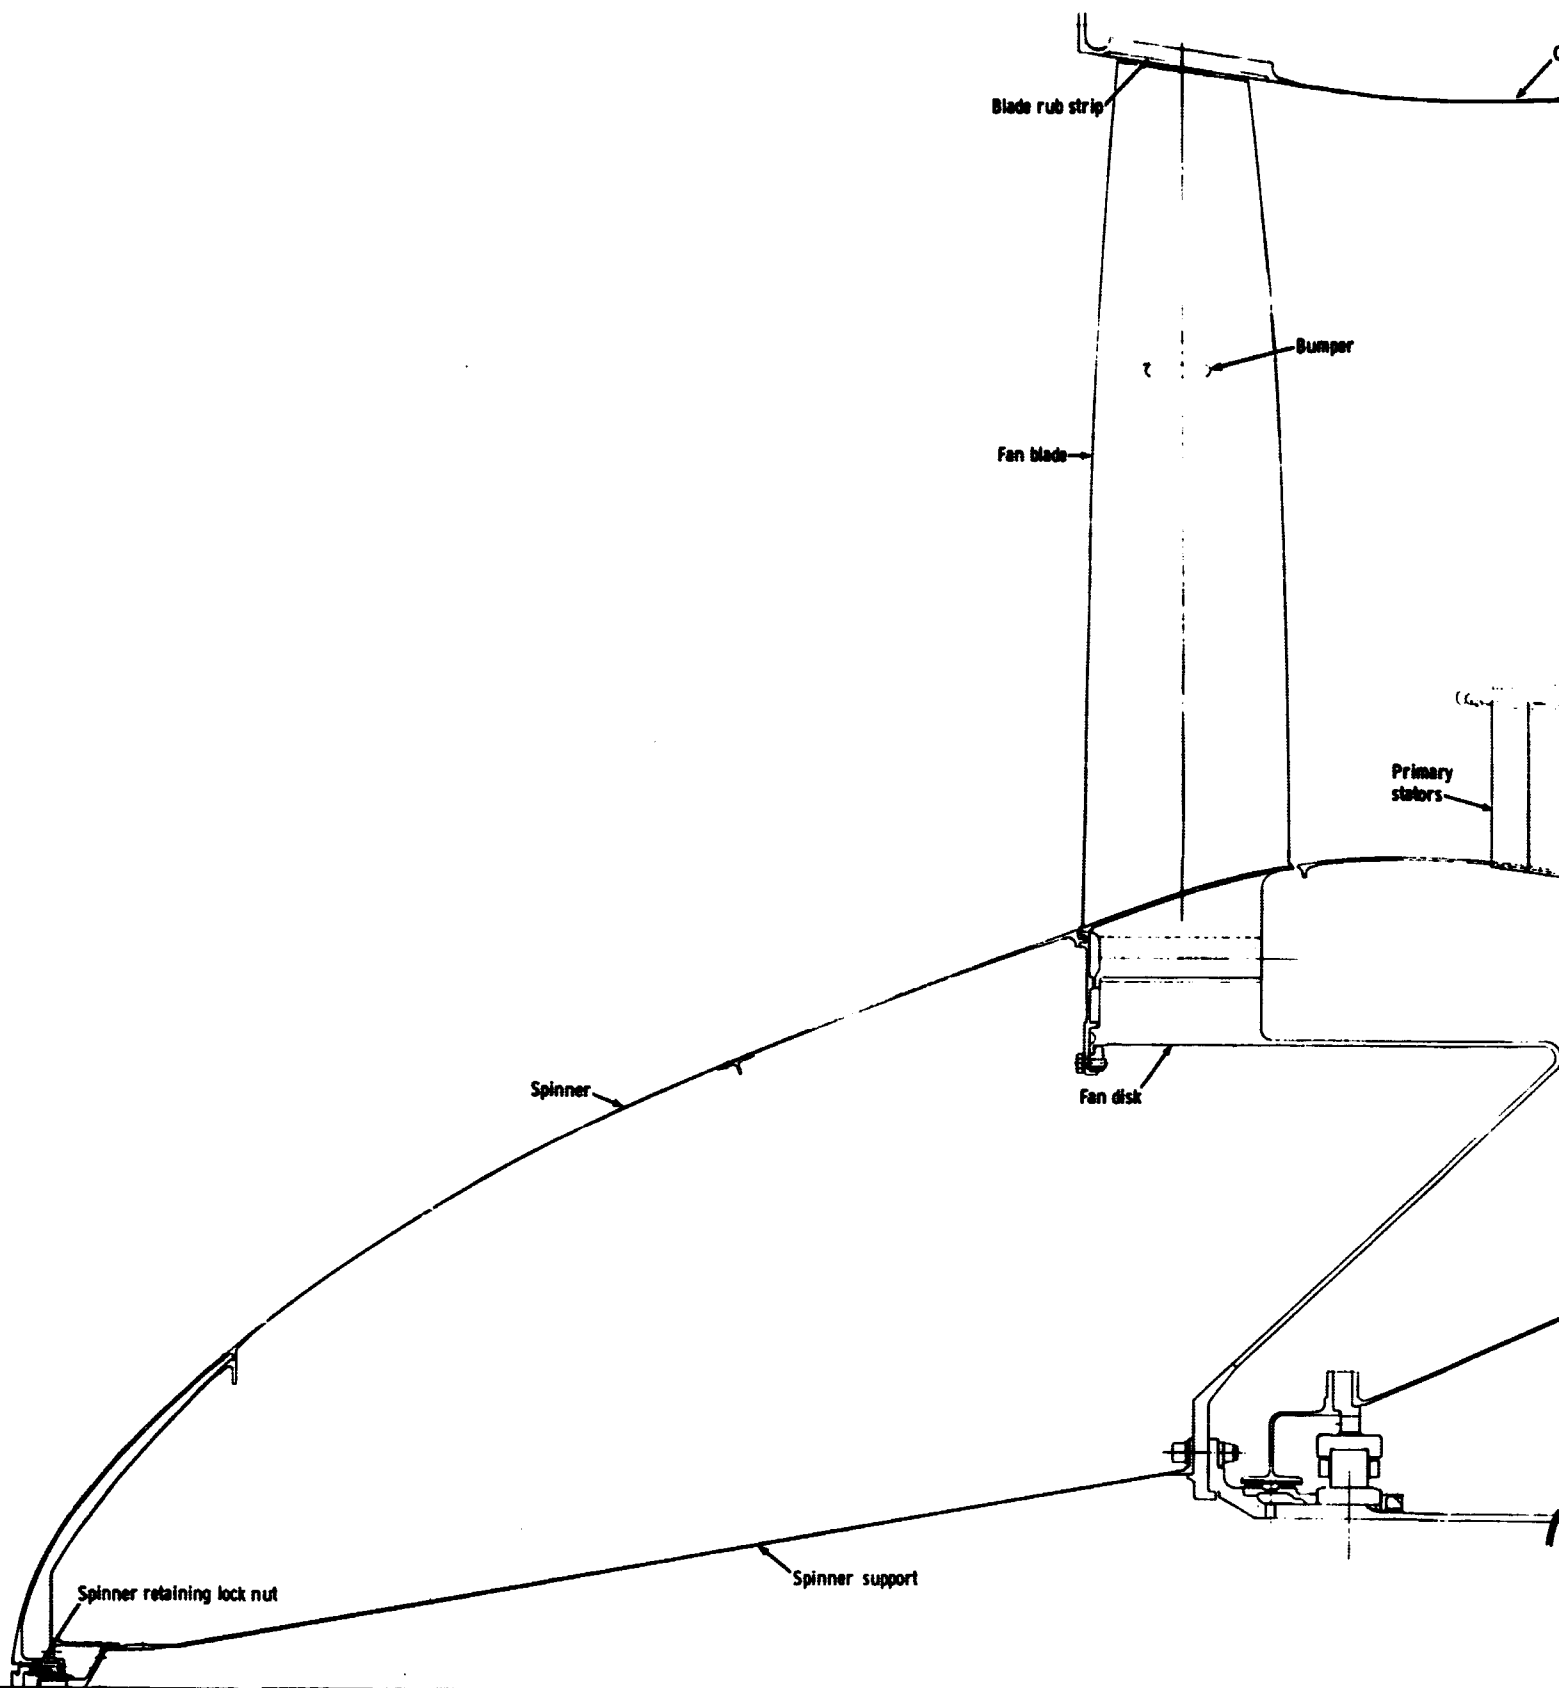 Blade rub strip
Bumper
Fan blade
Primary
stators
Spinner
Fan disk
Spinner support
Spinner retaining lock nut